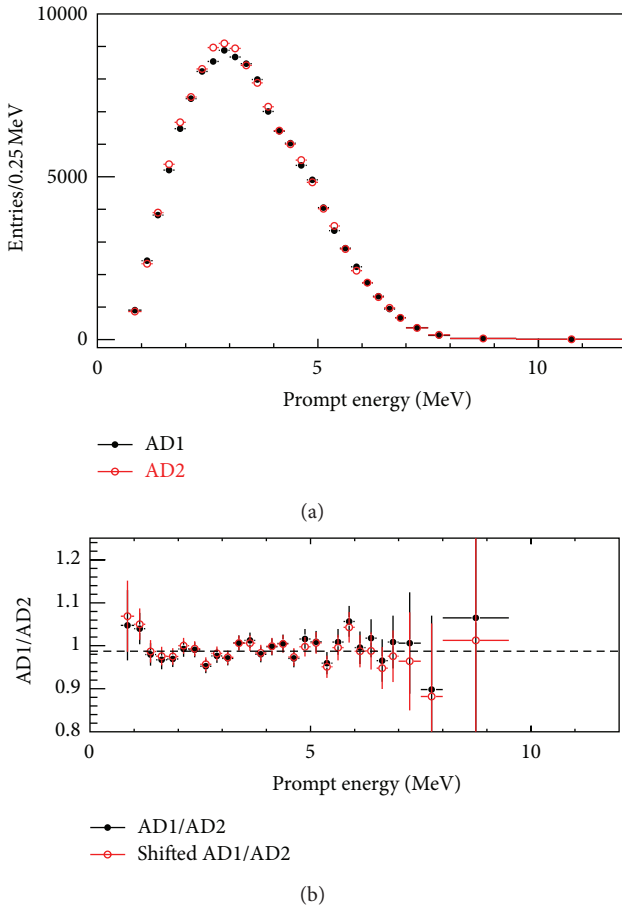 10000
5000
0
Entries/0.25 MeV
0 5 10
Prompt energy (MeV)
AD1
AD2
(a)
1.2
1.1
1
0.9
0.8
AD1/AD2
0 5 10
Prompt energy (MeV)
AD1/AD2
Shifted AD1/AD2
(b)